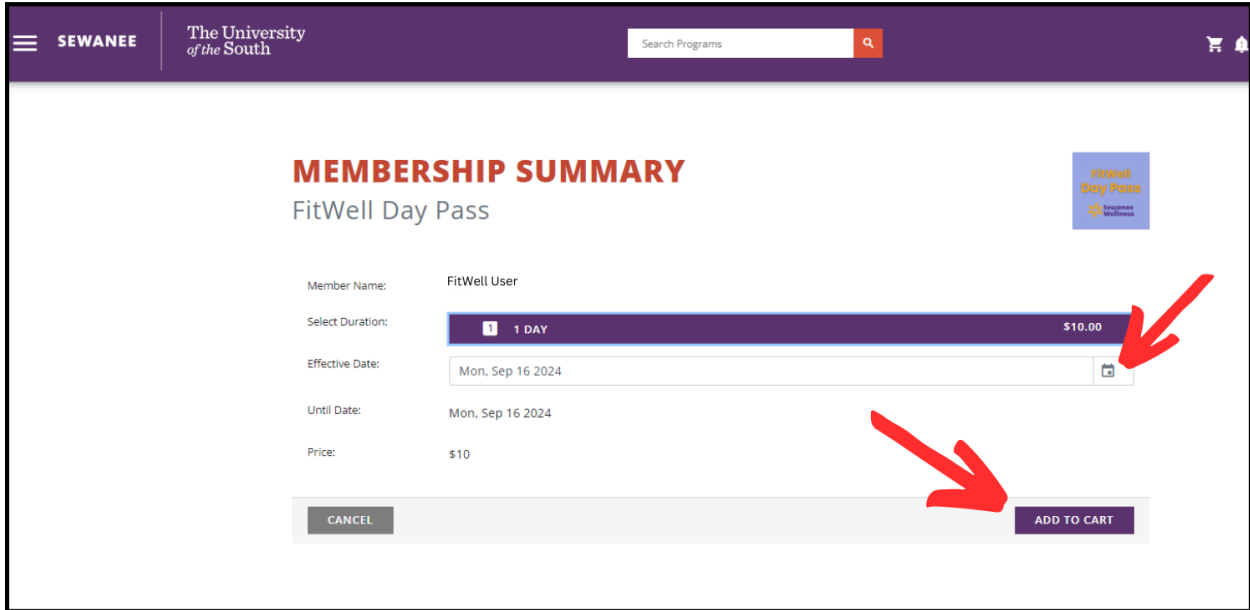 SEWANEE
The University
of the South
Search Programs
MEMBERSHIP SUMMARY
FitWell Day Pass
FitWell
Day Pass
Sewanee
Wellness
Member Name: FitWell User
Select Duration: 1 1 DAY $10.00
Effective Date: Mon, Sep 16 2024
Until Date: Mon, Sep 16 2024
Price: $10
CANCEL ADD TO CART